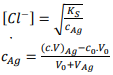 [Cl⁻] = √(K_S / c_Ag)
.
c_Ag = ((c.V)_Ag − c₀.V₀) / (V₀ + V_Ag)